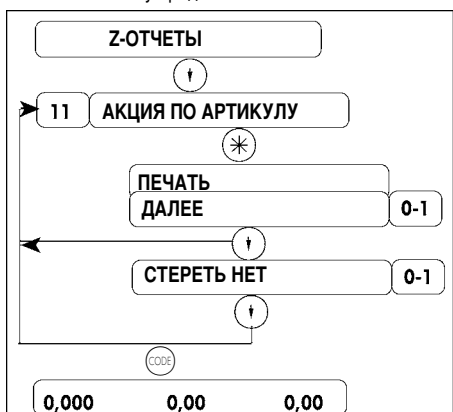 Z-ОТЧЕТЫ
11 АКЦИЯ ПО АРТИКУЛУ
ПЕЧАТЬ
ДАЛЕЕ 0-1
СТЕРЕТЬ НЕТ 0-1
CODE
0,000 0,00 0,00